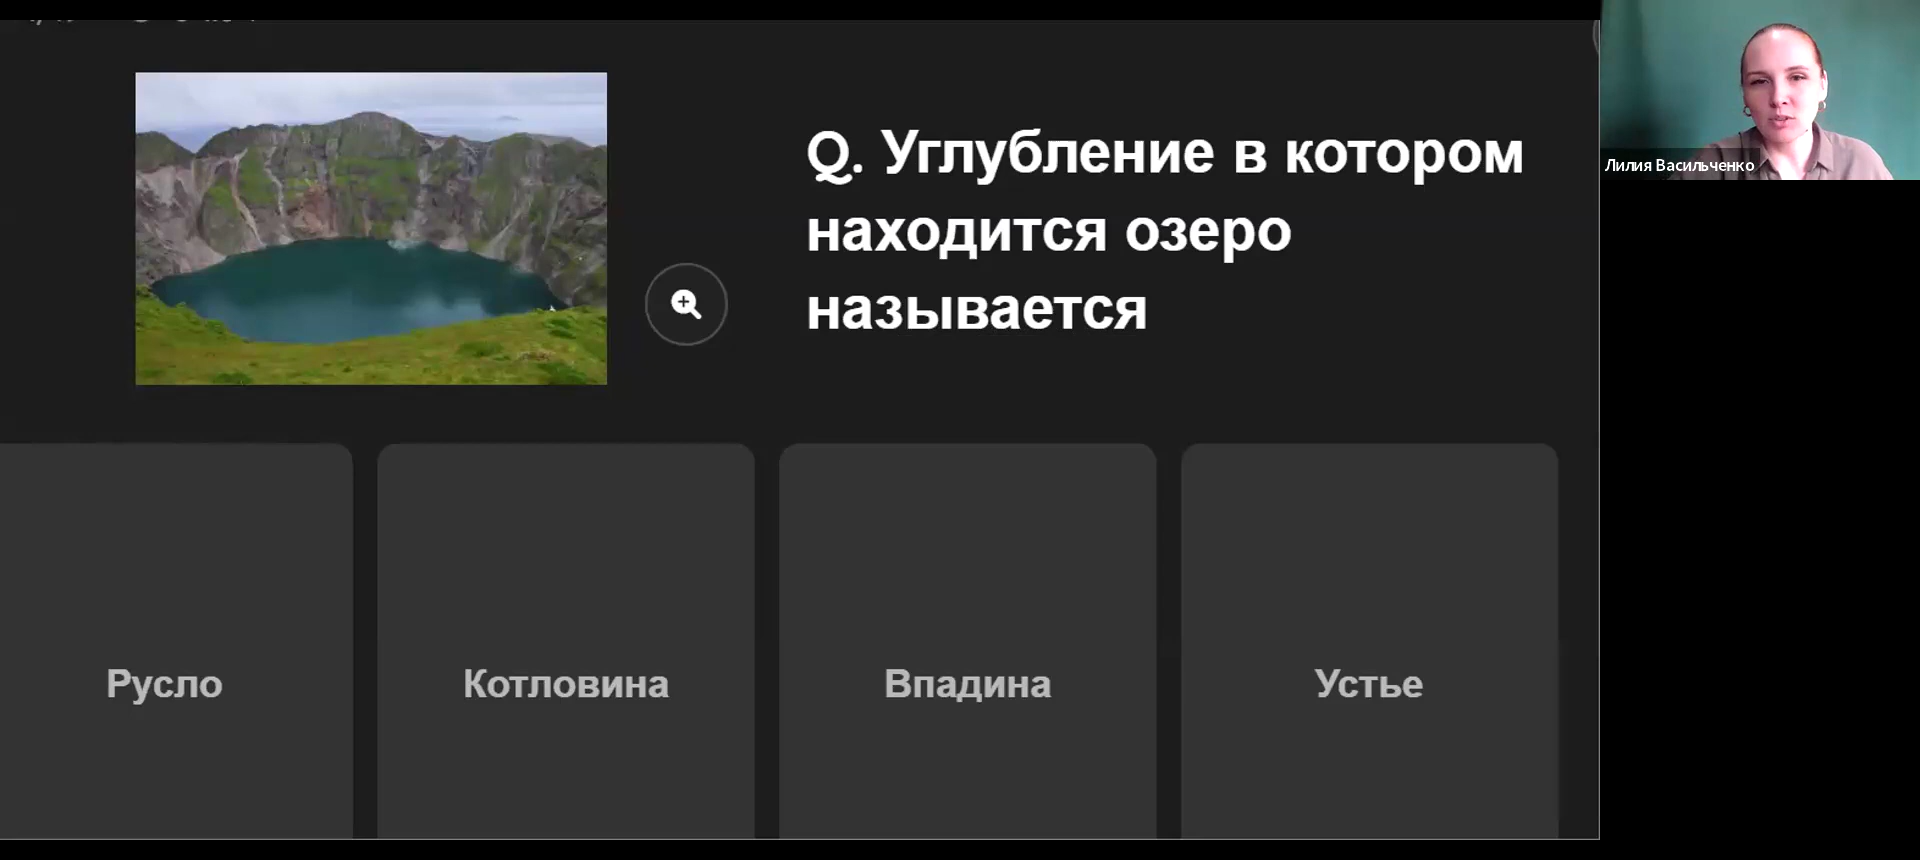 Q. Углубление в котором
находится озеро
называется
Лилия Васильченко
Русло
Котловина
Впадина
Устье